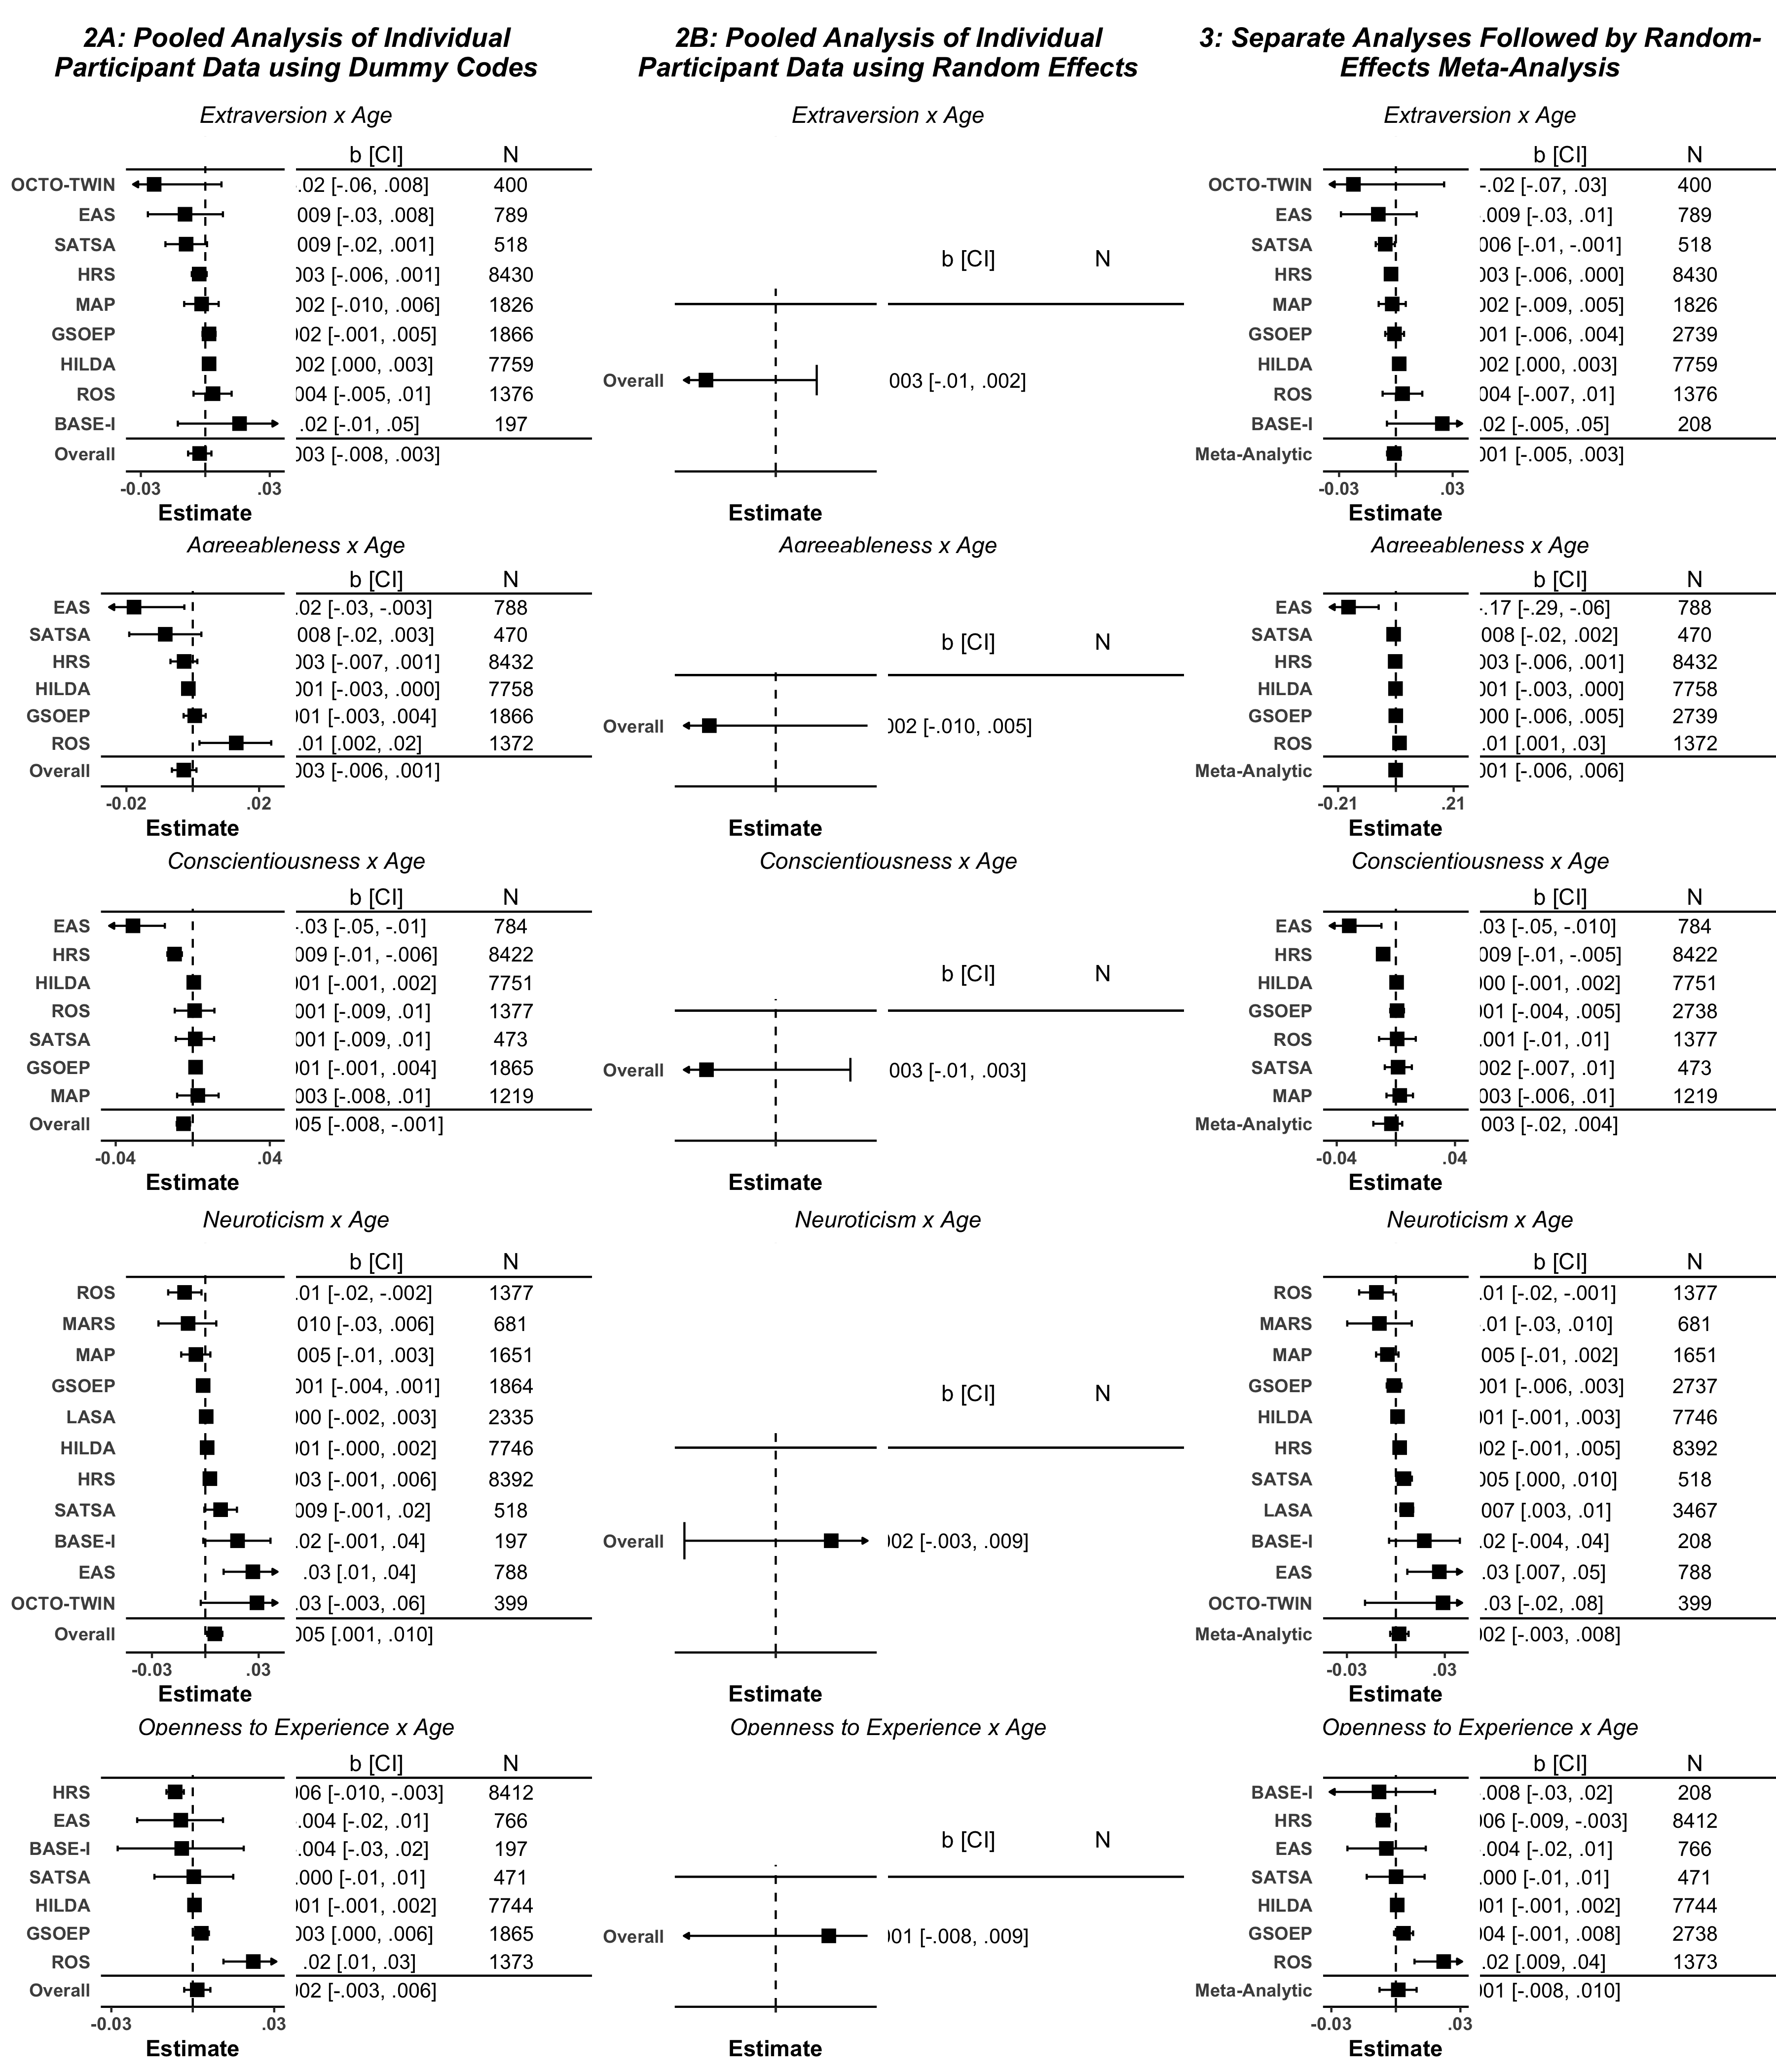 2A: Pooled Analysis of Individual
Participant Data using Dummy Codes
2B: Pooled Analysis of Individual
Participant Data using Random Effects
3: Separate Analyses Followed by Random-
Effects Meta-Analysis
Extraversion x Age
b [CI] N
OCTO-TWIN .02 [-.06, .008] 400
EAS 009 [-.03, .008] 789
SATSA 009 [-.02, .001] 518
HRS 003 [-.006, .001] 8430
MAP 002 [-.010, .006] 1826
GSOEP 002 [-.001, .005] 1866
HILDA 002 [.000, .003] 7759
ROS 004 [-.005, .01] 1376
BASE-I .02 [-.01, .05] 197
Overall 003 [-.008, .003]
-0.03 .03
Estimate
Extraversion x Age
b [CI] N
Overall 003 [-.01, .002]
Estimate
Extraversion x Age
b [CI] N
OCTO-TWIN -.02 [-.07, .03] 400
EAS .009 [-.03, .01] 789
SATSA 006 [-.01, -.001] 518
HRS 003 [-.006, .000] 8430
MAP 002 [-.009, .005] 1826
GSOEP 001 [-.006, .004] 2739
HILDA 002 [.000, .003] 7759
ROS 004 [-.007, .01] 1376
BASE-I .02 [-.005, .05] 208
Meta-Analytic 001 [-.005, .003]
-0.03 .03
Estimate
Agreeableness x Age
b [CI] N
EAS .02 [-.03, -.003] 788
SATSA 008 [-.02, .003] 470
HRS 003 [-.007, .001] 8432
HILDA 001 [-.003, .000] 7758
GSOEP 001 [-.003, .004] 1866
ROS .01 [.002, .02] 1372
Overall 003 [-.006, .001]
-0.02 .02
Estimate
Agreeableness x Age
b [CI] N
Overall 002 [-.010, .005]
Estimate
Agreeableness x Age
b [CI] N
EAS -.17 [-.29, -.06] 788
SATSA 008 [-.02, .002] 470
HRS 003 [-.006, .001] 8432
HILDA 001 [-.003, .000] 7758
GSOEP 000 [-.006, .005] 2739
ROS .01 [.001, .03] 1372
Meta-Analytic 001 [-.006, .006]
-0.21 .21
Estimate
Conscientiousness x Age
b [CI] N
EAS -.03 [-.05, -.01] 784
HRS 009 [-.01, -.006] 8422
HILDA 001 [-.001, .002] 7751
ROS 001 [-.009, .01] 1377
SATSA 001 [-.009, .01] 473
GSOEP 001 [-.001, .004] 1865
MAP 003 [-.008, .01] 1219
Overall 005 [-.008, -.001]
-0.04 .04
Estimate
Conscientiousness x Age
b [CI] N
Overall 003 [-.01, .003]
Estimate
Conscientiousness x Age
b [CI] N
EAS .03 [-.05, -.010] 784
HRS 009 [-.01, -.005] 8422
HILDA 000 [-.001, .002] 7751
GSOEP 001 [-.004, .005] 2738
ROS .001 [-.01, .01] 1377
SATSA 002 [-.007, .01] 473
MAP 003 [-.006, .01] 1219
Meta-Analytic 003 [-.02, .004]
-0.04 .04
Estimate
Neuroticism x Age
b [CI] N
ROS .01 [-.02, -.002] 1377
MARS 010 [-.03, .006] 681
MAP 005 [-.01, .003] 1651
GSOEP 001 [-.004, .001] 1864
LASA 000 [-.002, .003] 2335
HILDA 001 [-.000, .002] 7746
HRS 003 [-.001, .006] 8392
SATSA 009 [-.001, .02] 518
BASE-I .02 [-.001, .04] 197
EAS .03 [.01, .04] 788
OCTO-TWIN .03 [-.003, .06] 399
Overall 005 [.001, .010]
-0.03 .03
Estimate
Neuroticism x Age
b [CI] N
Overall 002 [-.003, .009]
Estimate
Neuroticism x Age
b [CI] N
ROS .01 [-.02, -.001] 1377
MARS .01 [-.03, .010] 681
MAP 005 [-.01, .002] 1651
GSOEP 001 [-.006, .003] 2737
HILDA 001 [-.001, .003] 7746
HRS 002 [-.001, .005] 8392
SATSA 005 [.000, .010] 518
LASA 007 [.003, .01] 3467
BASE-I .02 [-.004, .04] 208
EAS .03 [.007, .05] 788
OCTO-TWIN .03 [-.02, .08] 399
Meta-Analytic 002 [-.003, .008]
-0.03 .03
Estimate
Openness to Experience x Age
b [CI] N
HRS 006 [-.010, -.003] 8412
EAS .004 [-.02, .01] 766
BASE-I .004 [-.03, .02] 197
SATSA .000 [-.01, .01] 471
HILDA 001 [-.001, .002] 7744
GSOEP 003 [.000, .006] 1865
ROS .02 [.01, .03] 1373
Overall 002 [-.003, .006]
-0.03 .03
Estimate
Openness to Experience x Age
b [CI] N
Overall 001 [-.008, .009]
Estimate
Openness to Experience x Age
b [CI] N
BASE-I .008 [-.03, .02] 208
HRS 006 [-.009, -.003] 8412
EAS .004 [-.02, .01] 766
SATSA .000 [-.01, .01] 471
HILDA 001 [-.001, .002] 7744
GSOEP 004 [-.001, .008] 2738
ROS .02 [.009, .04] 1373
Meta-Analytic 001 [-.008, .010]
-0.03 .03
Estimate